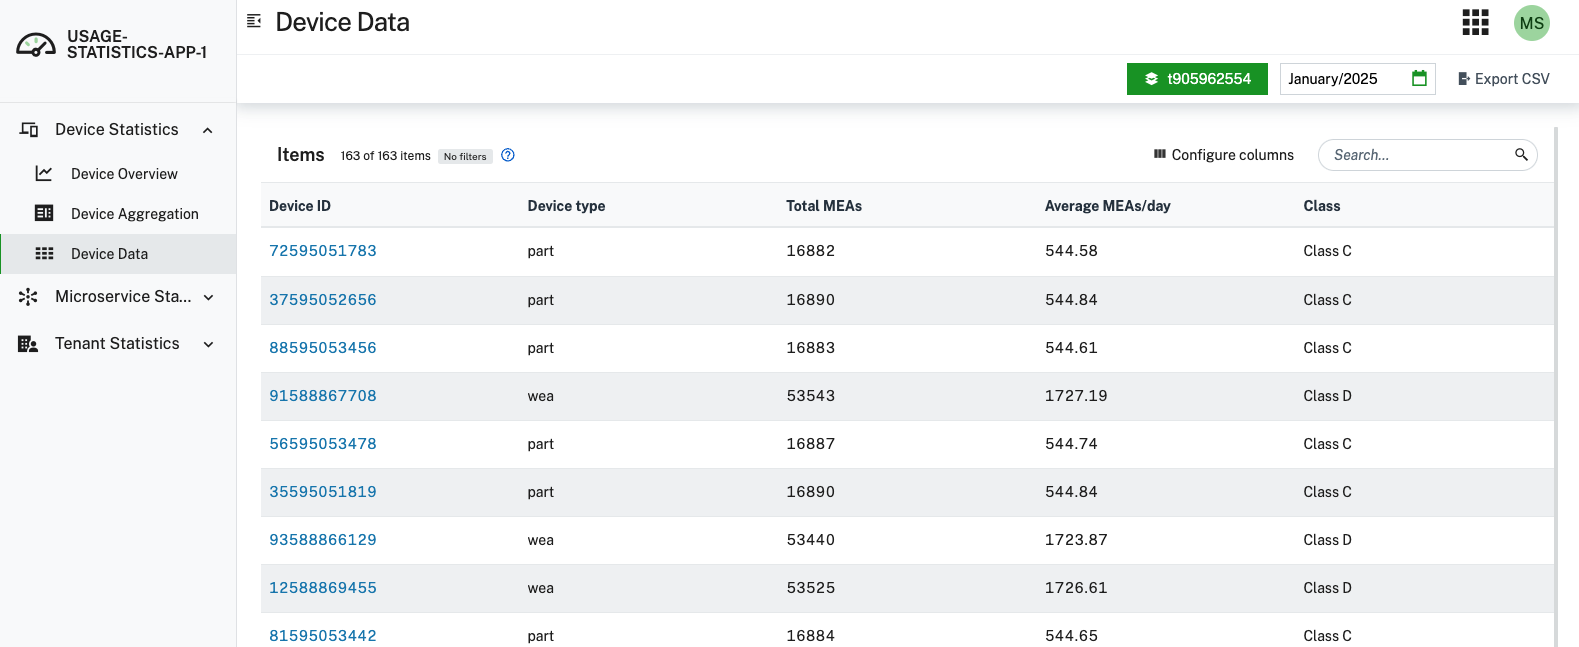 USAGE-
STATISTICS-APP-1
Device Statistics
Device Overview
Device Aggregation
Device Data
Microservice Sta...
Tenant Statistics
Device Data
MS
t905962554
January/2025
Export CSV
Items 163 of 163 items No filters
Configure columns
Search...
Device ID Device type Total MEAs Average MEAs/day Class
72595051783 part 16882 544.58 Class C
37595052656 part 16890 544.84 Class C
88595053456 part 16883 544.61 Class C
91588867708 wea 53543 1727.19 Class D
56595053478 part 16887 544.74 Class C
35595051819 part 16890 544.84 Class C
93588866129 wea 53440 1723.87 Class D
12588869455 wea 53525 1726.61 Class D
81595053442 part 16884 544.65 Class C